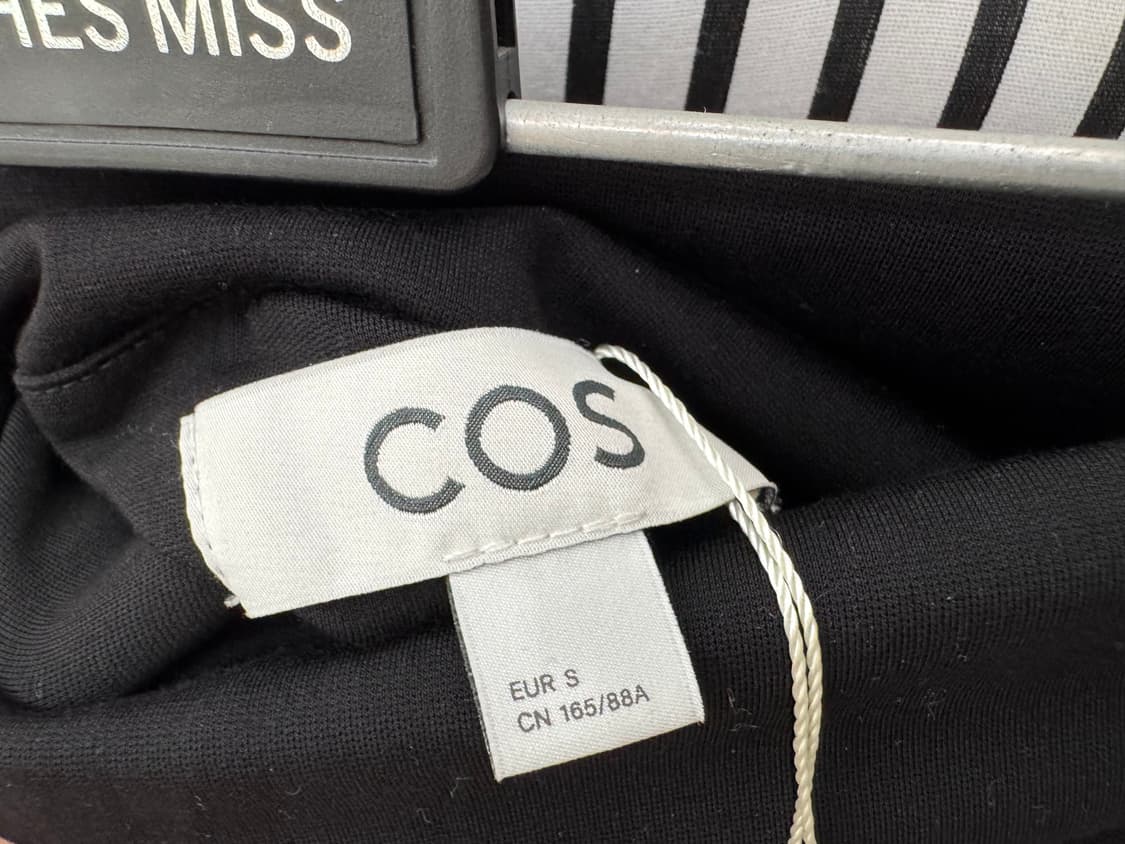 HES MISS
COS
EUR S
CN 165/88A